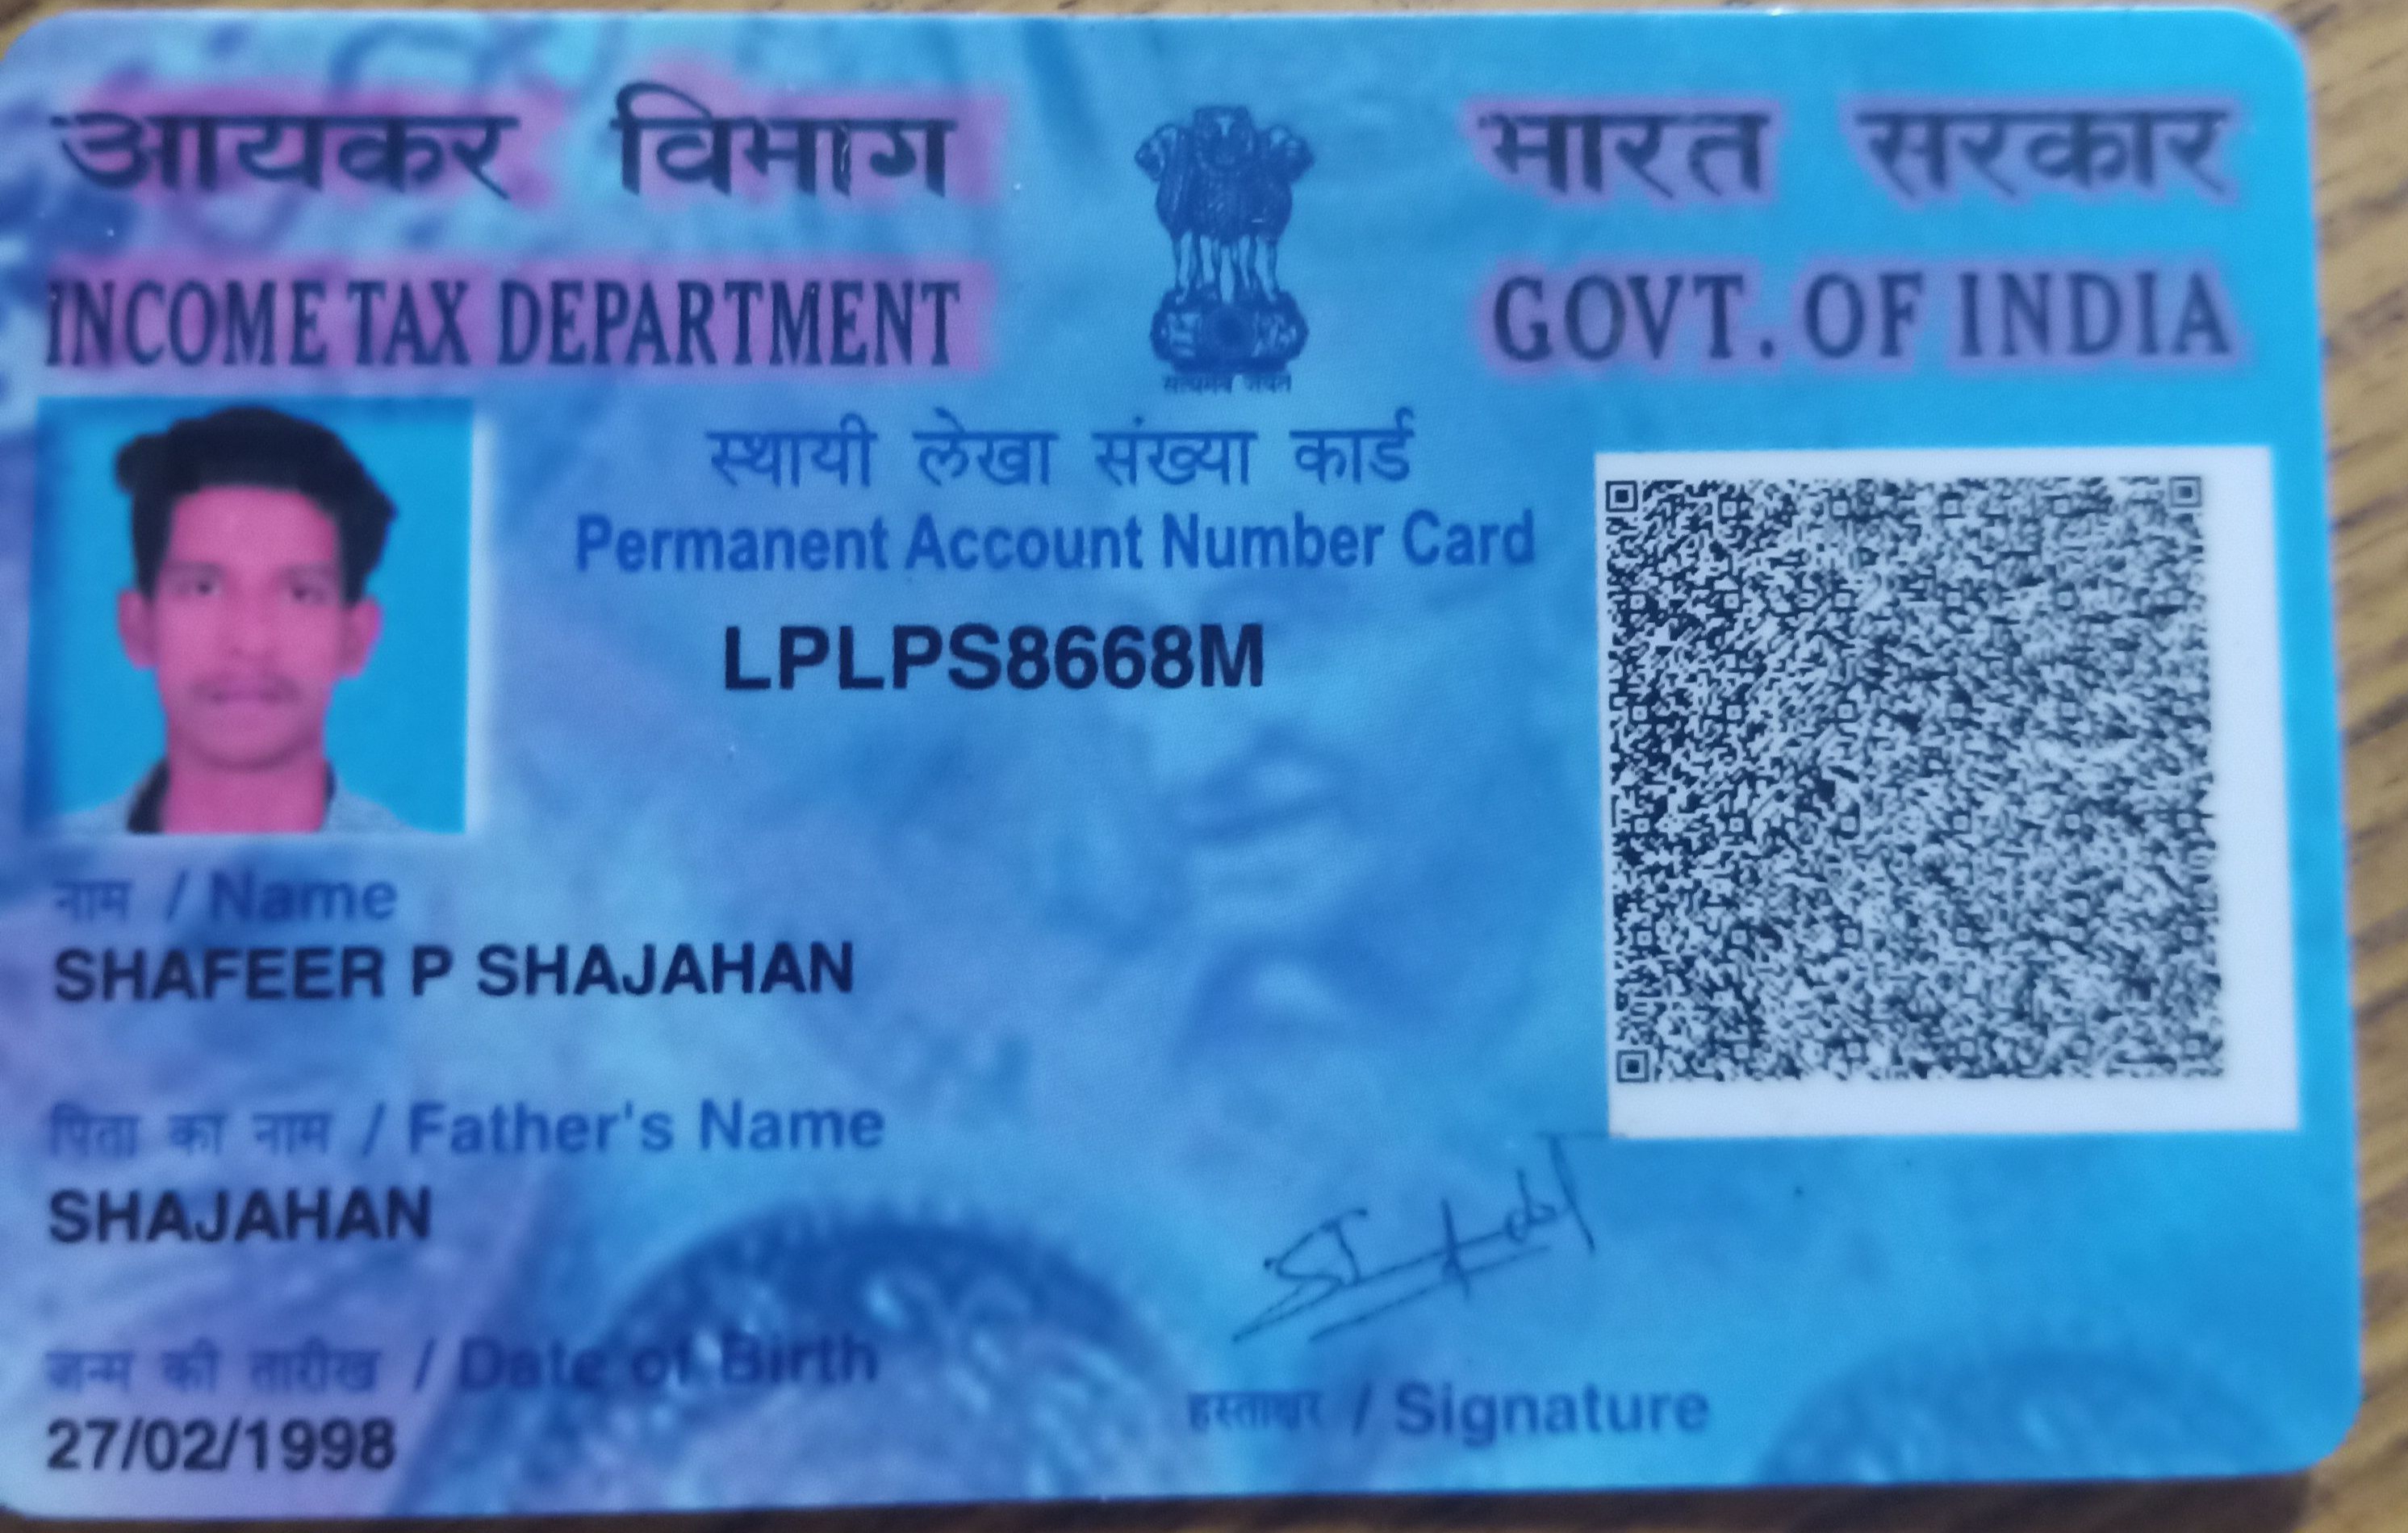 आयकर विभाग
INCOME TAX DEPARTMENT
सत्यमेव जयते
भारत सरकार
GOVT. OF INDIA
स्थायी लेखा संख्या कार्ड
Permanent Account Number Card
LPLPS8668M
नाम / Name
SHAFEER P SHAJAHAN
पिता का नाम / Father's Name
SHAJAHAN
जन्म की तारीख / Date of Birth
27/02/1998
हस्ताक्षर / Signature